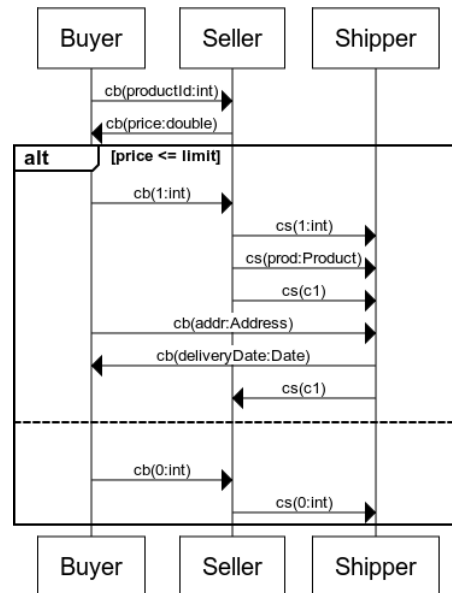 Buyer Seller Shipper
cb(productId:int)
cb(price:double)
alt [price <= limit]
cb(1:int)
cs(1:int)
cs(prod:Product)
cs(c1)
cb(addr:Address)
cb(deliveryDate:Date)
cs(c1)
cb(0:int)
cs(0:int)
Buyer Seller Shipper